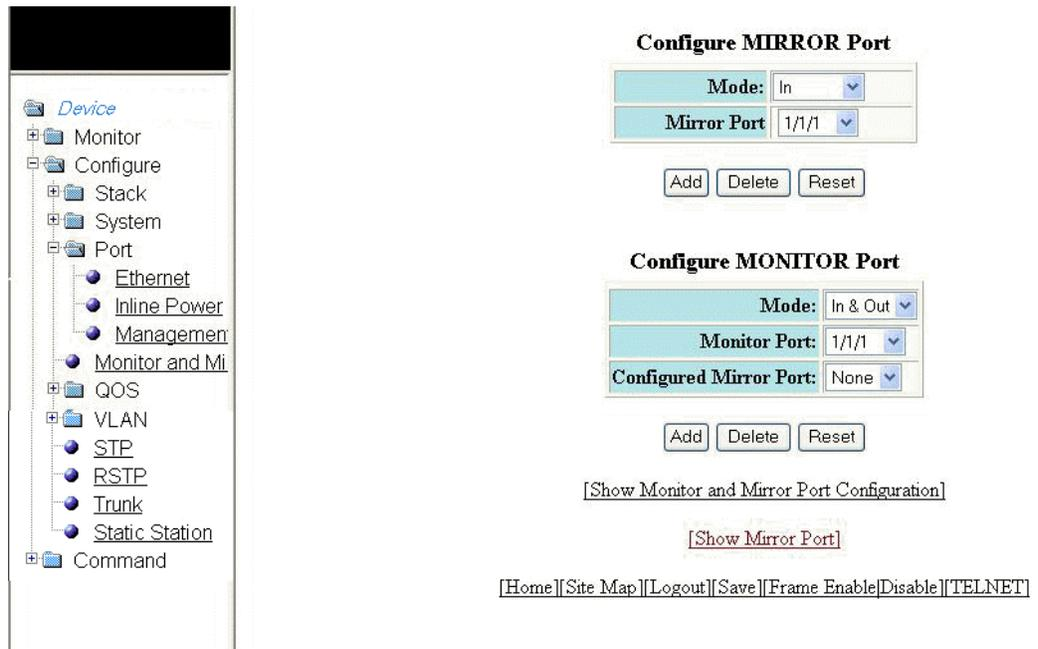 Device
Monitor
Configure
Stack
System
Port
Ethernet
Inline Power
Managemen
Monitor and Mi
QOS
VLAN
STP
RSTP
Trunk
Static Station
Command
Configure MIRROR Port
Mode: In
Mirror Port 1/1/1
Add Delete Reset
Configure MONITOR Port
Mode: In & Out
Monitor Port: 1/1/1
Configured Mirror Port: None
Add Delete Reset
[Show Monitor and Mirror Port Configuration]
[Show Mirror Port]
[Home][Site Map][Logout][Save][Frame Enable|Disable][TELNET]